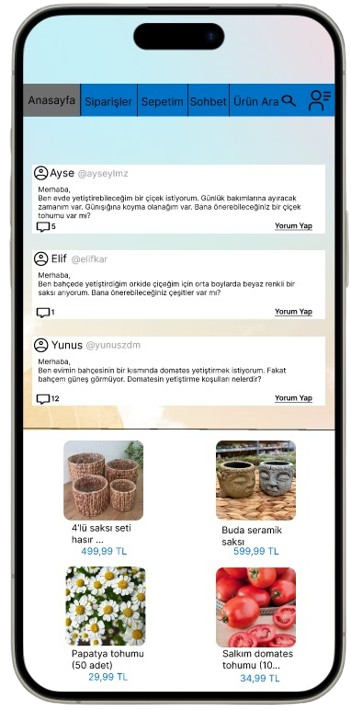 Anasayfa Siparişler Sepetim Sohbet Ürün Ara
Ayse @ayseylmz
Merhaba,
Ben evde yetiştirebileceğim bir çiçek istiyorum. Günlük bakımlarına ayıracak
zamanım var. Günışığına koyma olanağım var. Bana önerebileceğiniz bir çiçek
tohumu var mı?
5 Yorum Yap
Elif @elifkar
Merhaba,
Ben bahçede yetiştirdiğim orkide çiçeğim için orta boylarda beyaz renkli bir
saksı arıyorum. Bana önerebileceğiniz çeşitler var mı?
1 Yorum Yap
Yunus @yunuszdm
Merhaba,
Ben evimin bahçesinin bir kısmında domates yetiştirmek istiyorum. Fakat
bahçem güneş görmüyor. Domatesin yetiştirme koşulları nelerdir?
12 Yorum Yap
4'lü saksı seti
hasır ...
499,99 TL
Buda seramik
saksı
599,99 TL
Papatya tohumu
(50 adet)
29,99 TL
Salkım domates
tohumu (10...
34,99 TL